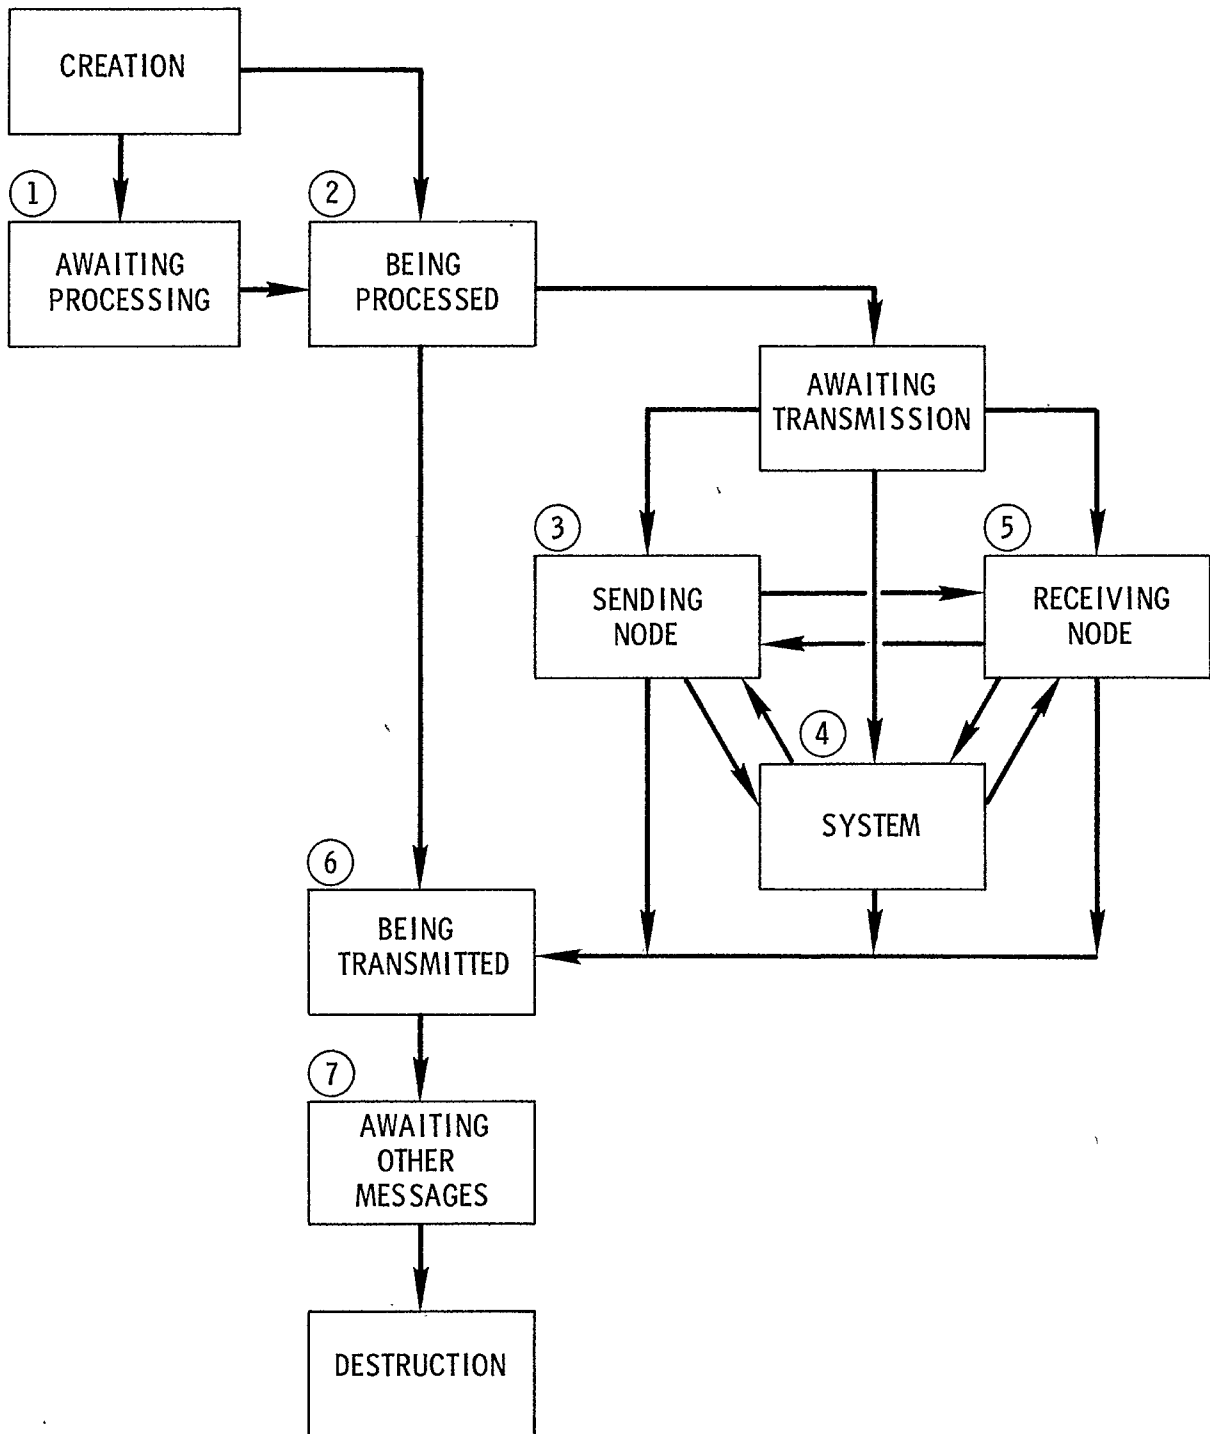 CREATION
1
AWAITING
PROCESSING
2
BEING
PROCESSED
AWAITING
TRANSMISSION
3
SENDING
NODE
5
RECEIVING
NODE
4
SYSTEM
6
BEING
TRANSMITTED
7
AWAITING
OTHER
MESSAGES
DESTRUCTION